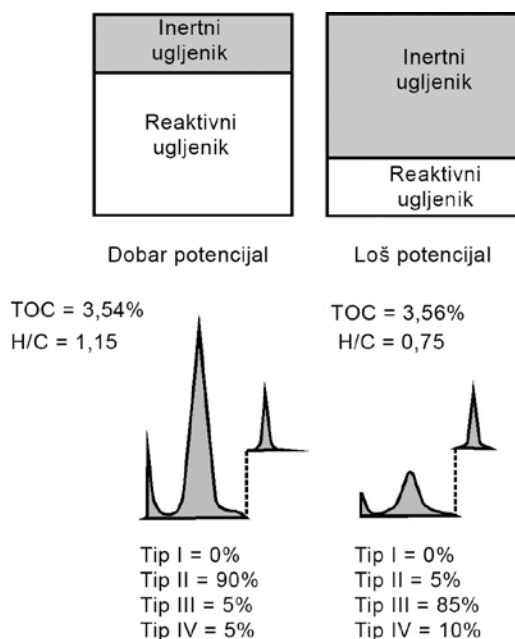 Inertni
ugljenik
Reaktivni
ugljenik
Dobar potencijal
TOC = 3,54%
H/C = 1,15
Tip I = 0%
Tip II = 90%
Tip III = 5%
Tip IV = 5%
Inertni
ugljenik
Reaktivni
ugljenik
Loš potencijal
TOC = 3,56%
H/C = 0,75
Tip I = 0%
Tip II = 5%
Tip III = 85%
Tip IV = 10%